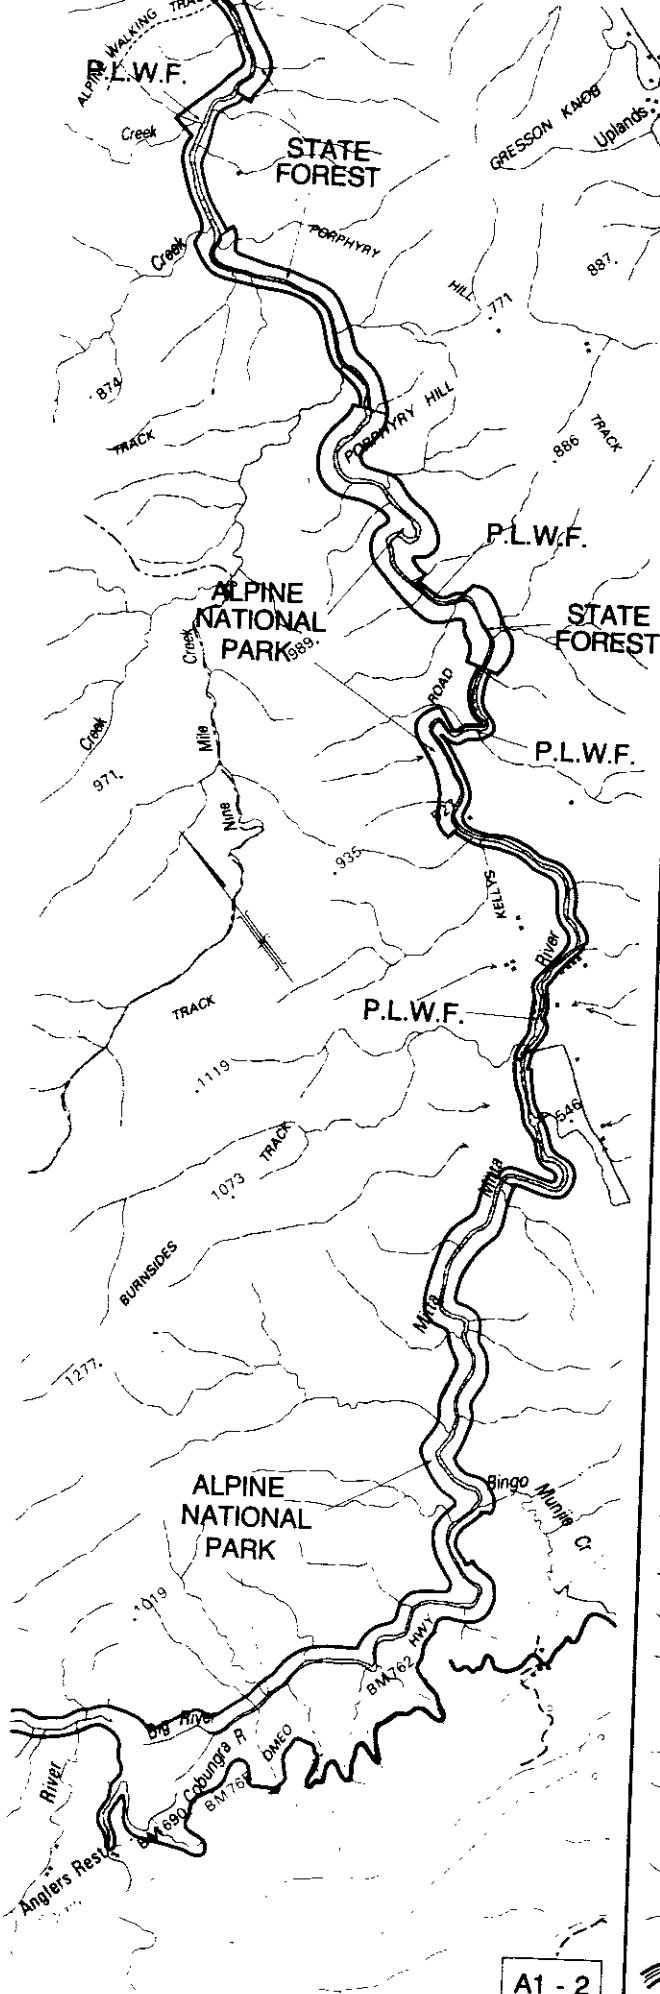 ALPINE WALKING TRACK
P.L.W.F.
Creek
STATE
FOREST
GRESSON KNOB
Uplands
Creek
PORPHYRY
HILL
771
887
874
TRACK
PORPHYRY HILL
TRACK
886
P.L.W.F.
ALPINE
NATIONAL
PARK
989
STATE
FOREST
Creek
ROAD
Creek
Mile
P.L.W.F.
971
Nine
935
KELLYS
River
TRACK
P.L.W.F.
1119
546
TRACK
1073
Mitta
BURNSIDES
Mitta
1277
ALPINE
NATIONAL
PARK
Bingo
Munjie Cr
1019
HWY
BM762
Big River
Cobungra R
OMEO
River
BM690
Anglers Rest
A1 - 2